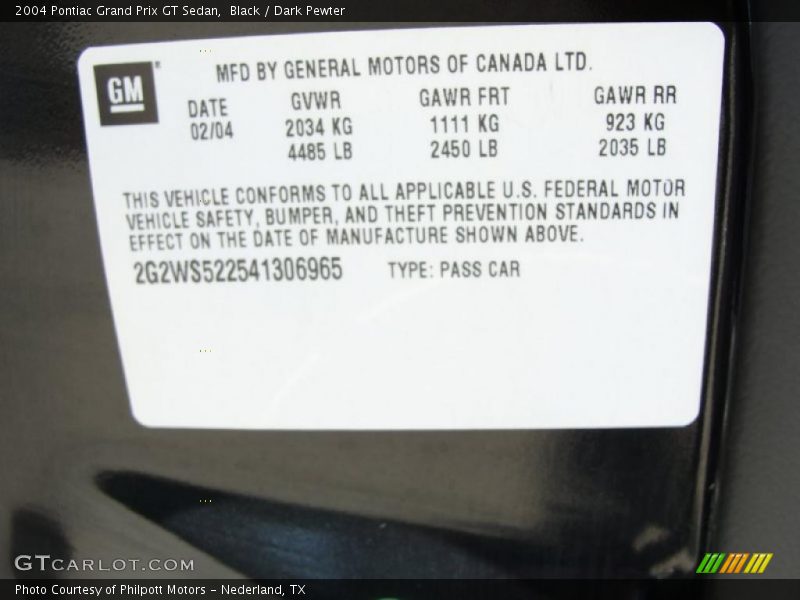 2004 Pontiac Grand Prix GT Sedan, Black / Dark Pewter
GM
MFD BY GENERAL MOTORS OF CANADA LTD.
DATE GVWR GAWR FRT GAWR RR
02/04 2034 KG 1111 KG 923 KG
4485 LB 2450 LB 2035 LB
THIS VEHICLE CONFORMS TO ALL APPLICABLE U.S. FEDERAL MOTOR
VEHICLE SAFETY, BUMPER, AND THEFT PREVENTION STANDARDS IN
EFFECT ON THE DATE OF MANUFACTURE SHOWN ABOVE.
2G2WS522541306965 TYPE: PASS CAR
GTCARLOT.COM
Photo Courtesy of Philpott Motors - Nederland, TX